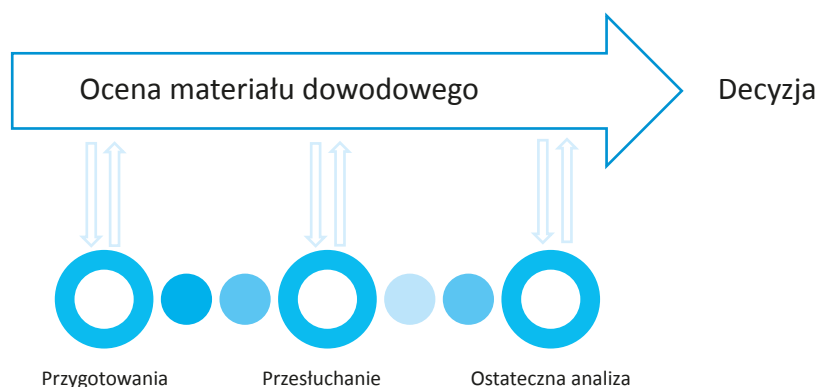 Ocena materiału dowodowego
Decyzja
Przygotowania
Przesłuchanie
Ostateczna analiza